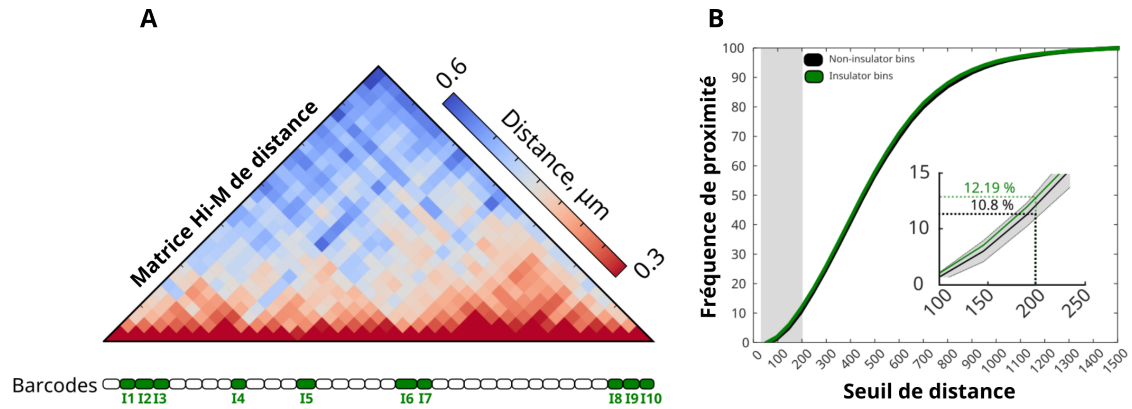 A
Matrice Hi-M de distance
0.6
Distance, µm
0.3
Barcodes
I1 I2 I3 I4 I5 I6 I7 I8 I9 I10
B
Fréquence de proximité
100
90
80
70
60
50
40
30
20
10
0
Non-insulator bins
Insulator bins
15
10
0
12.19 %
10.8 %
100 150 200 250
0 100 200 300 400 500 600 700 800 900 1000 1100 1200 1300 1400 1500
Seuil de distance